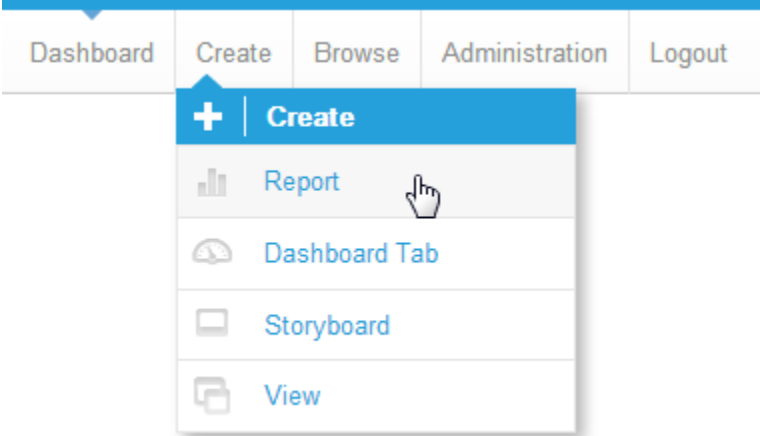 Dashboard Create Browse Administration Logout
Create
Report
Dashboard Tab
Storyboard
View